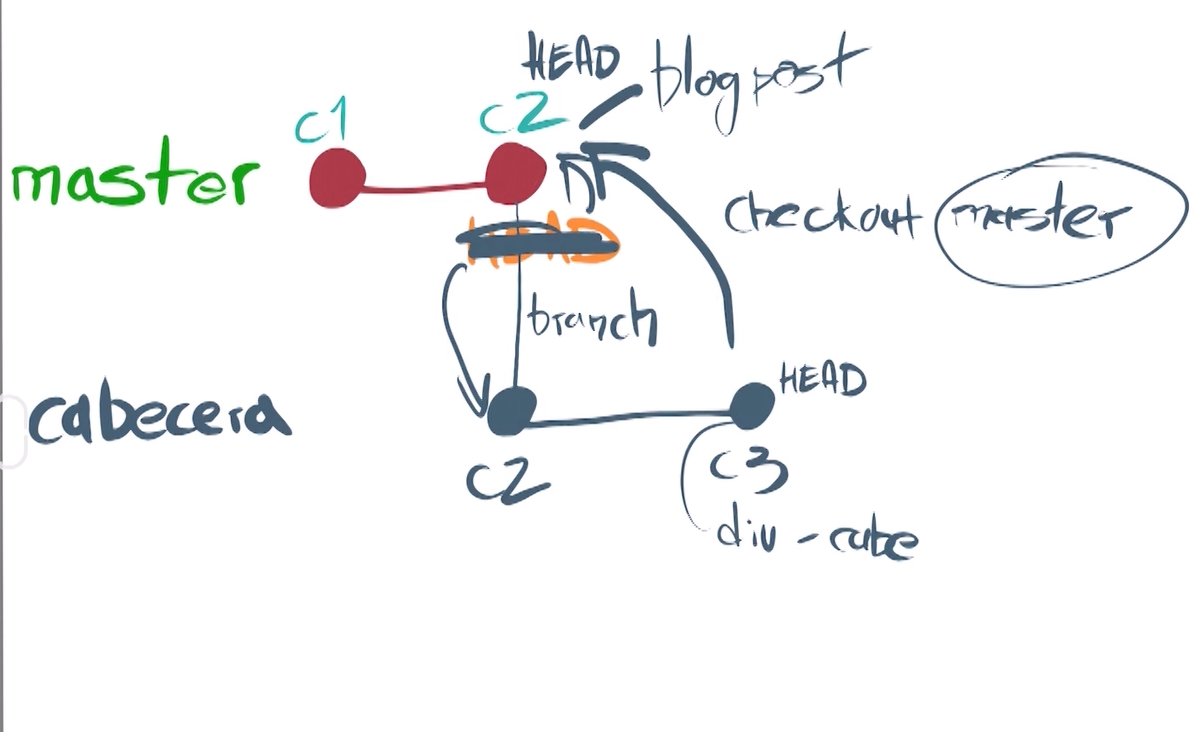 HEAD
blogpost
C1
C2
master
checkout master
HEAD
branch
HEAD
cabecera
C2
C3
div-cabe